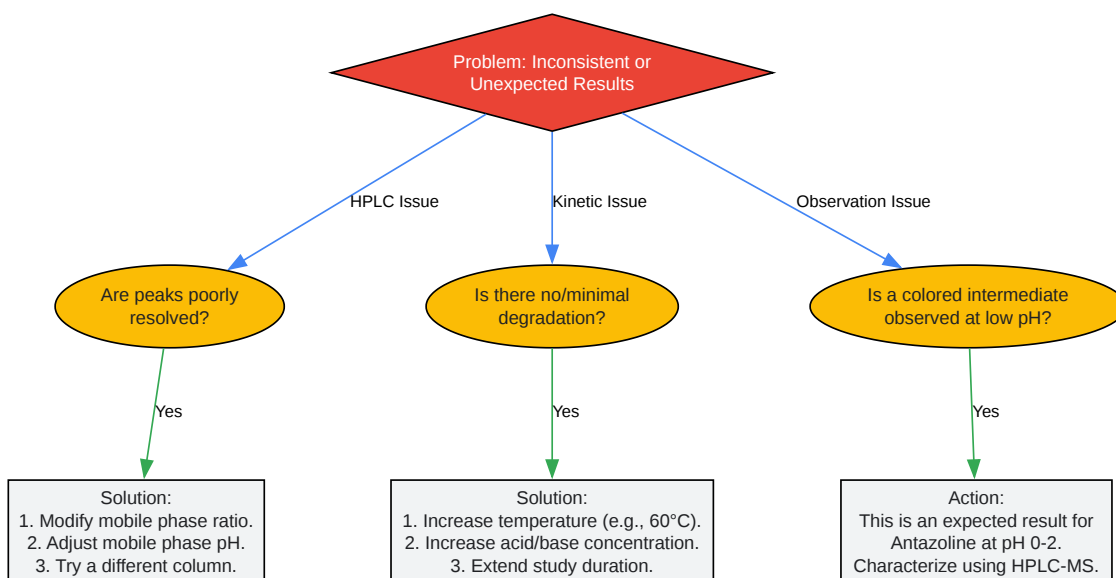 Problem: Inconsistent or
Unexpected Results
HPLC Issue
Kinetic Issue
Observation Issue
Are peaks poorly
resolved?
Is there no/minimal
degradation?
Is a colored intermediate
observed at low pH?
Yes
Yes
Yes
Solution:
1. Modify mobile phase ratio.
2. Adjust mobile phase pH.
3. Try a different column.
Solution:
1. Increase temperature (e.g., 60°C).
2. Increase acid/base concentration.
3. Extend study duration.
Action:
This is an expected result for
Antazoline at pH 0-2.
Characterize using HPLC-MS.